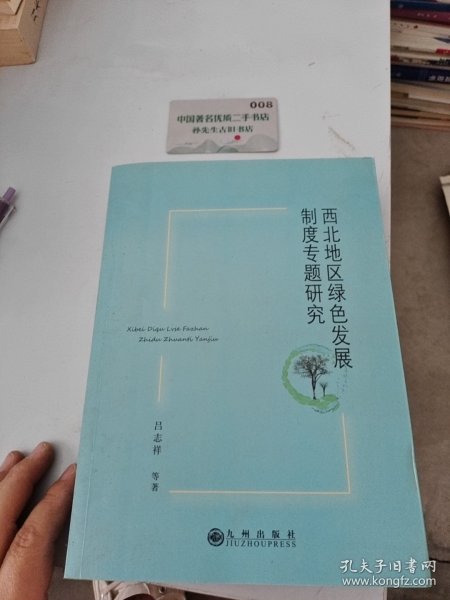 008
中国著名优质二手书店
孙先生古旧书店
西北地区绿色发展
制度专题研究
Xibei Diqu Lvse Fazhan
Zhidu Zhuanti Yanjiu
吕志祥 等著
九州出版社
JIUZHOUPRESS
孔夫子旧书网
www.kongfz.com